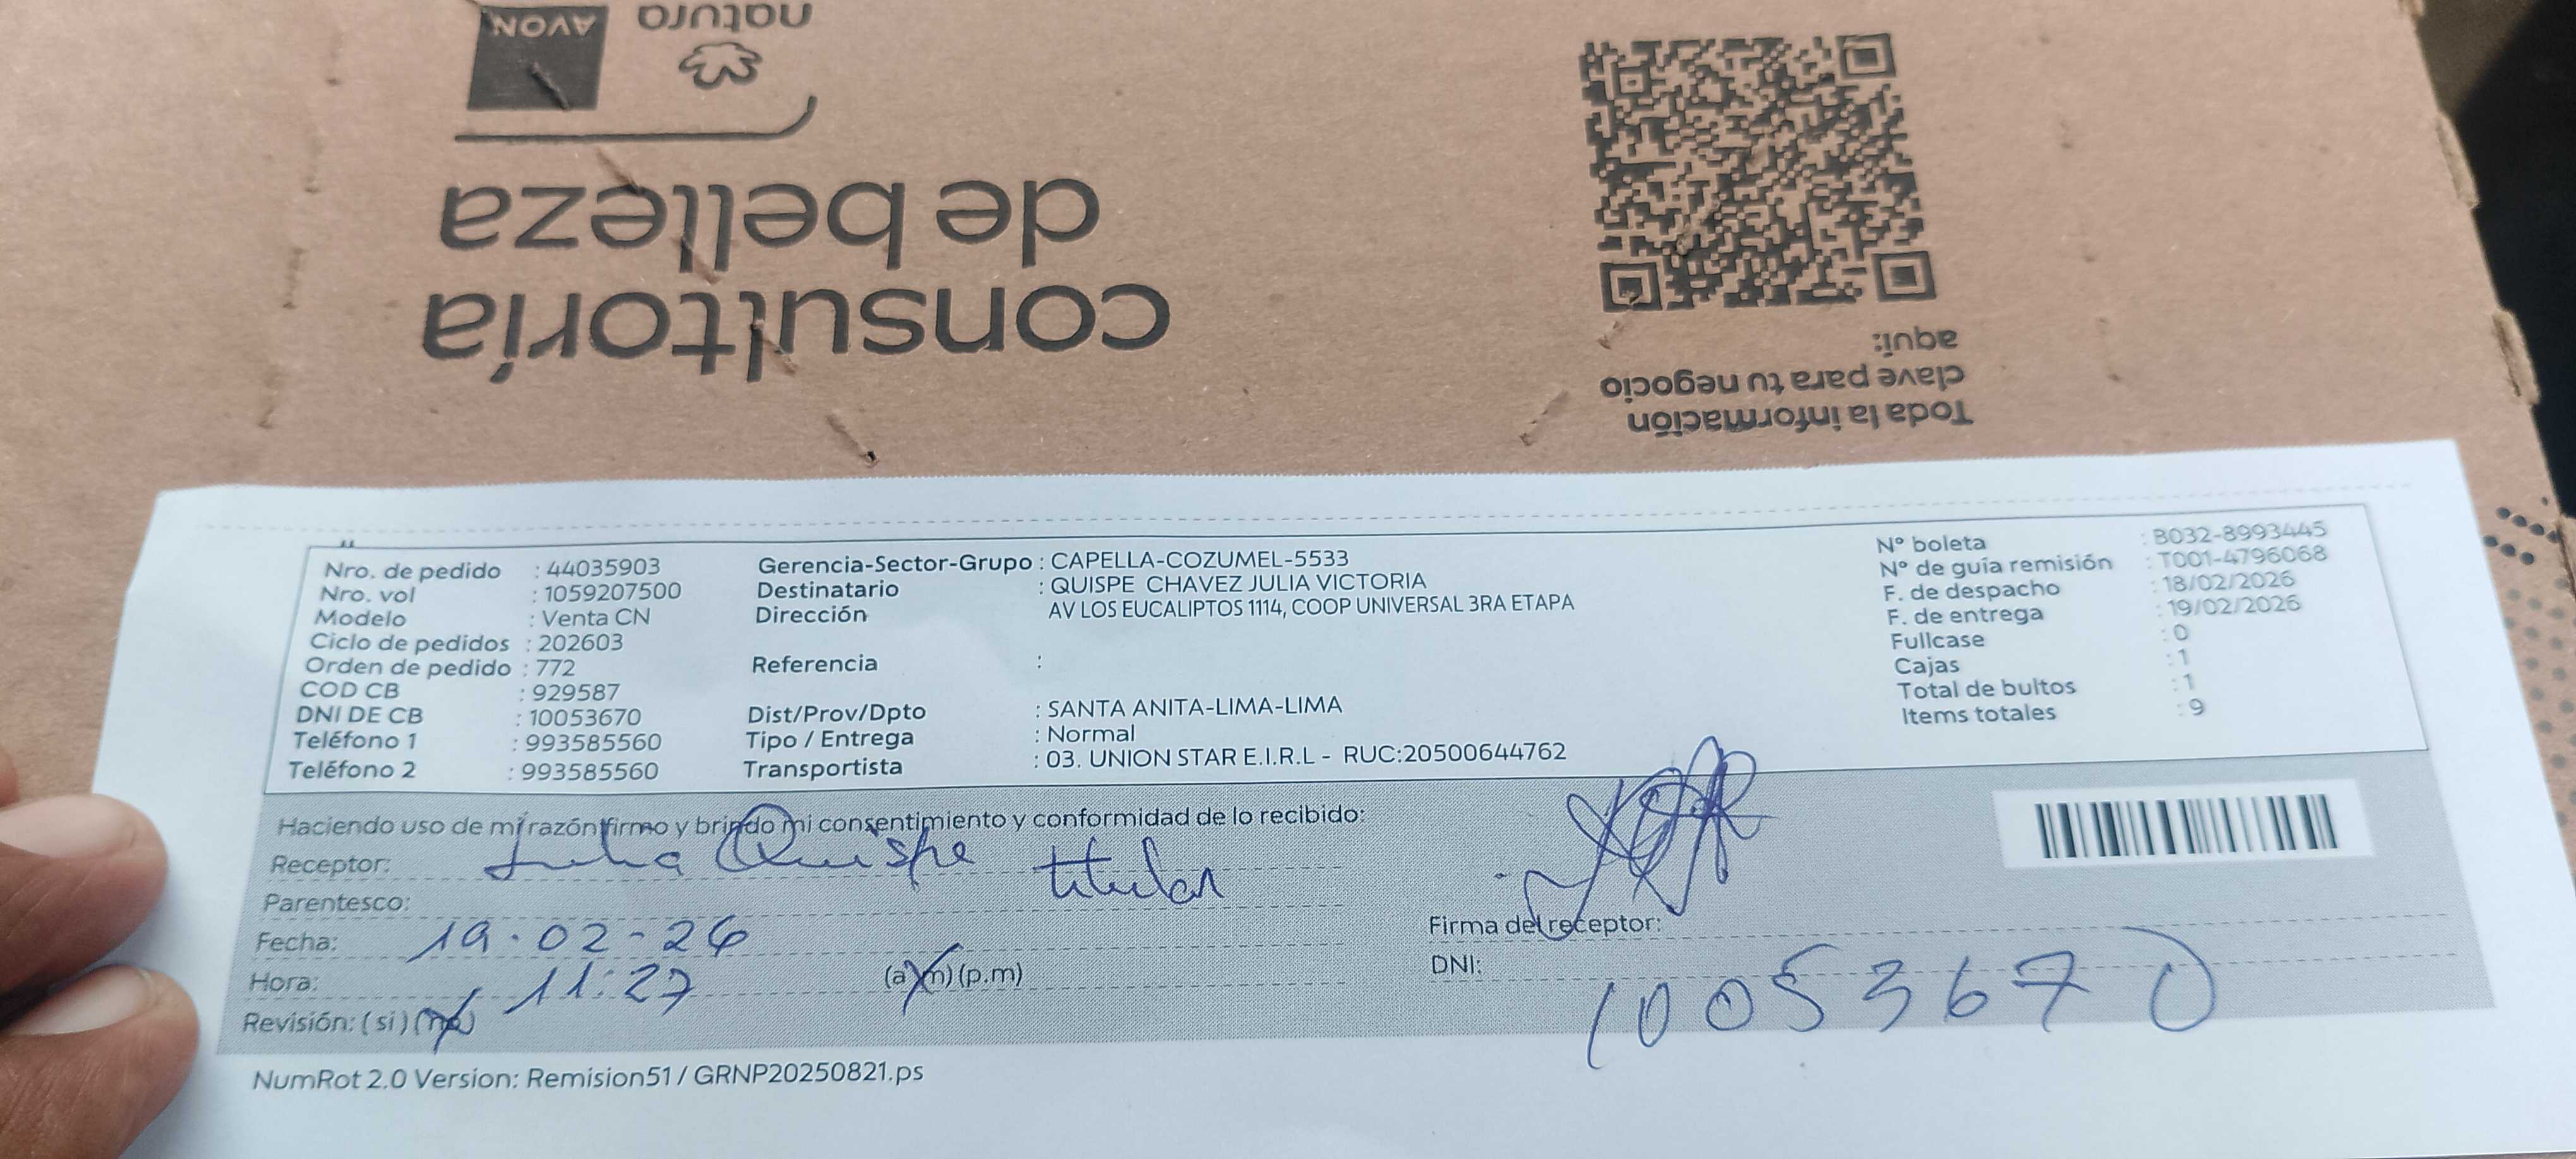 AVON
natura
consultoría
de belleza
Toda la información
clave para tu negocio
aquí:
Nro. de pedido : 44035903
Nro. vol : 1059207500
Modelo : Venta CN
Ciclo de pedidos : 202603
Orden de pedido : 772
COD CB : 929587
DNI DE CB : 10053670
Teléfono 1 : 993585560
Teléfono 2 : 993585560
Gerencia-Sector-Grupo : CAPELLA-COZUMEL-5533
Destinatario : QUISPE CHAVEZ JULIA VICTORIA
Dirección AV LOS EUCALIPTOS 1114, COOP UNIVERSAL 3RA ETAPA
Referencia :
Dist/Prov/Dpto : SANTA ANITA-LIMA-LIMA
Tipo / Entrega : Normal
Transportista : 03. UNION STAR E.I.R.L - RUC:20500644762
N° boleta : B032-8993445
N° de guía remisión : T001-4796068
F. de despacho : 18/02/2026
F. de entrega : 19/02/2026
Fullcase : 0
Cajas : 1
Total de bultos : 1
Items totales : 9
Haciendo uso de mi razón firmo y brindo mi consentimiento y conformidad de lo recibido:
Receptor: Julia Quispe titular
Parentesco:
Fecha: 19-02-26
Hora: 11:27 (a.m) (p.m)
Revisión: (si) (no)
Firma del receptor:
DNI: 10053670
NumRot 2.0 Version: Remision51 / GRNP20250821.ps